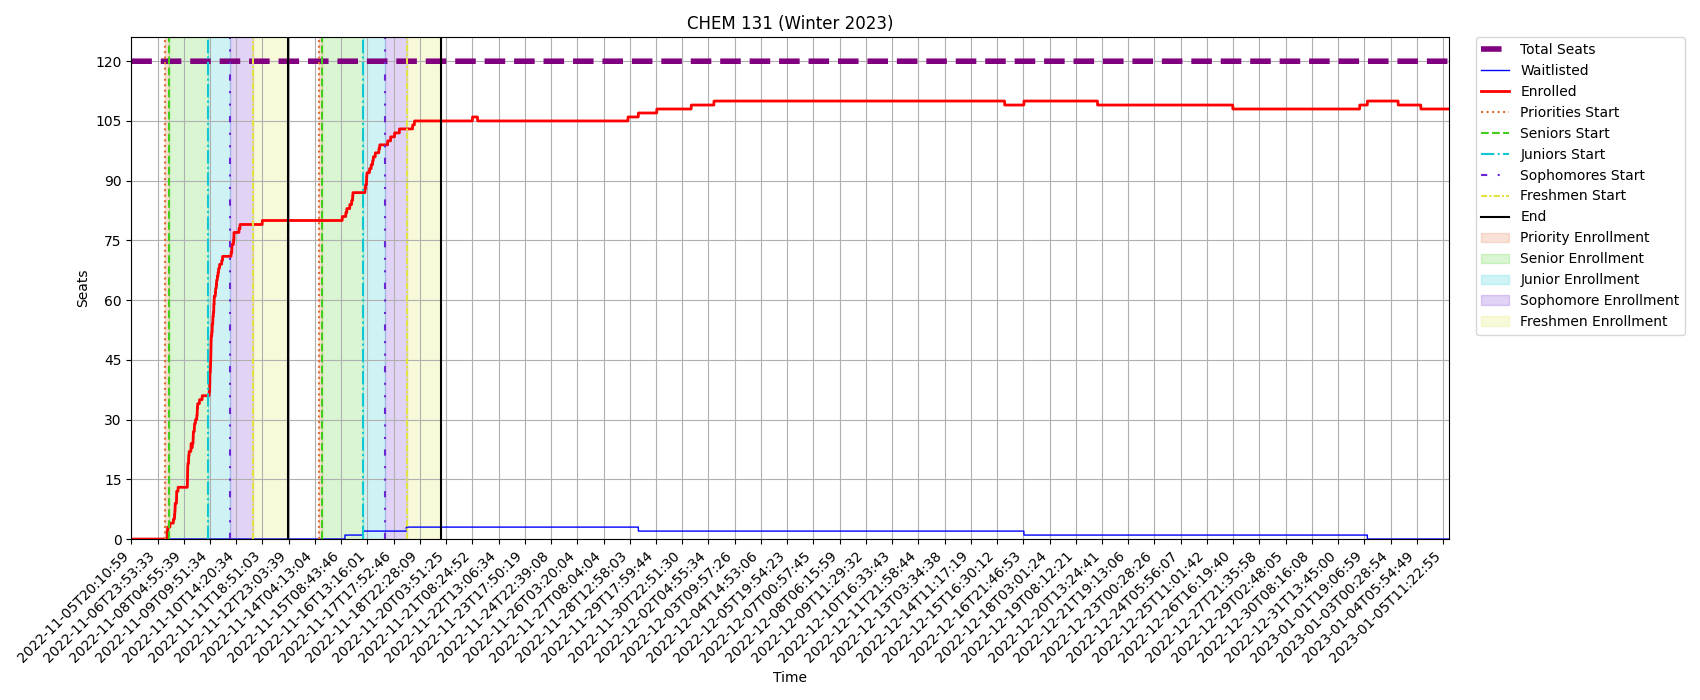 CHEM 131 (Winter 2023)
Total Seats
Waitlisted
Enrolled
Priorities Start
Seniors Start
Juniors Start
Sophomores Start
Freshmen Start
End
Priority Enrollment
Senior Enrollment
Junior Enrollment
Sophomore Enrollment
Freshmen Enrollment
Seats
120
105
90
75
60
45
30
15
0
2022-11-05T20:10:59
2022-11-06T23:53:33
2022-11-08T04:55:39
2022-11-09T09:51:34
2022-11-10T14:20:34
2022-11-11T18:51:03
2022-11-12T23:03:39
2022-11-14T04:13:04
2022-11-15T08:43:46
2022-11-16T13:16:01
2022-11-17T17:52:46
2022-11-18T22:28:09
2022-11-20T03:51:25
2022-11-21T08:24:52
2022-11-22T13:06:34
2022-11-23T17:50:19
2022-11-24T22:39:08
2022-11-26T03:20:04
2022-11-27T08:04:04
2022-11-28T12:58:03
2022-11-29T17:59:44
2022-11-30T22:51:30
2022-12-02T04:55:34
2022-12-03T09:57:26
2022-12-04T14:53:06
2022-12-05T19:54:23
2022-12-07T00:57:45
2022-12-08T06:15:59
2022-12-09T11:29:32
2022-12-10T16:33:43
2022-12-11T21:58:44
2022-12-13T03:34:38
2022-12-14T11:17:19
2022-12-15T16:30:12
2022-12-16T21:46:53
2022-12-18T03:01:24
2022-12-19T08:12:21
2022-12-20T13:24:41
2022-12-21T19:13:06
2022-12-23T00:28:26
2022-12-24T05:56:07
2022-12-25T11:01:42
2022-12-26T16:19:40
2022-12-27T21:35:58
2022-12-29T02:48:05
2022-12-30T08:16:08
2022-12-31T13:45:00
2023-01-01T19:06:59
2023-01-03T00:28:54
2023-01-04T05:54:49
2023-01-05T11:22:55
Time